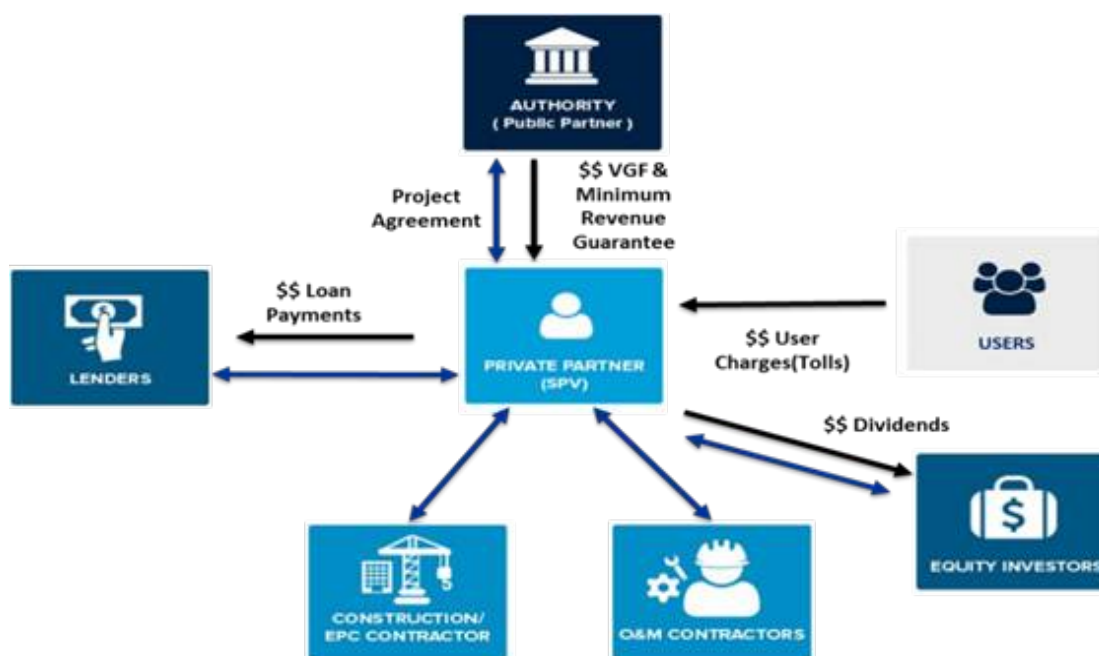 AUTHORITY
( Public Partner )
Project
Agreement
$$ VGF &
Minimum
Revenue
Guarantee
$$ Loan
Payments
LENDERS
PRIVATE PARTNER
(SPV)
$$ User
Charges(Tolls)
USERS
$$ Dividends
$
EQUITY INVESTORS
CONSTRUCTION/
EPC CONTRACTOR
O&M CONTRACTORS